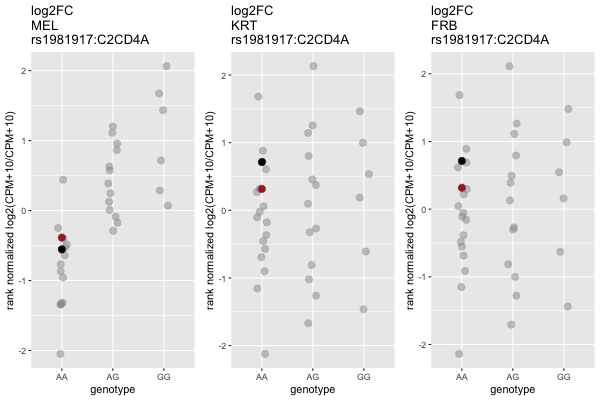 log2FC
MEL
rs1981917:C2CD4A
rank normalized log2(CPM+10/CPM+10)
2
1
0
-1
-2
AA
AG
GG
genotype
log2FC
KRT
rs1981917:C2CD4A
rank normalized log2(CPM+10/CPM+10)
2
1
0
-1
-2
AA
AG
GG
genotype
log2FC
FRB
rs1981917:C2CD4A
rank normalized log2(CPM+10/CPM+10)
2
1
0
-1
-2
AA
AG
GG
genotype